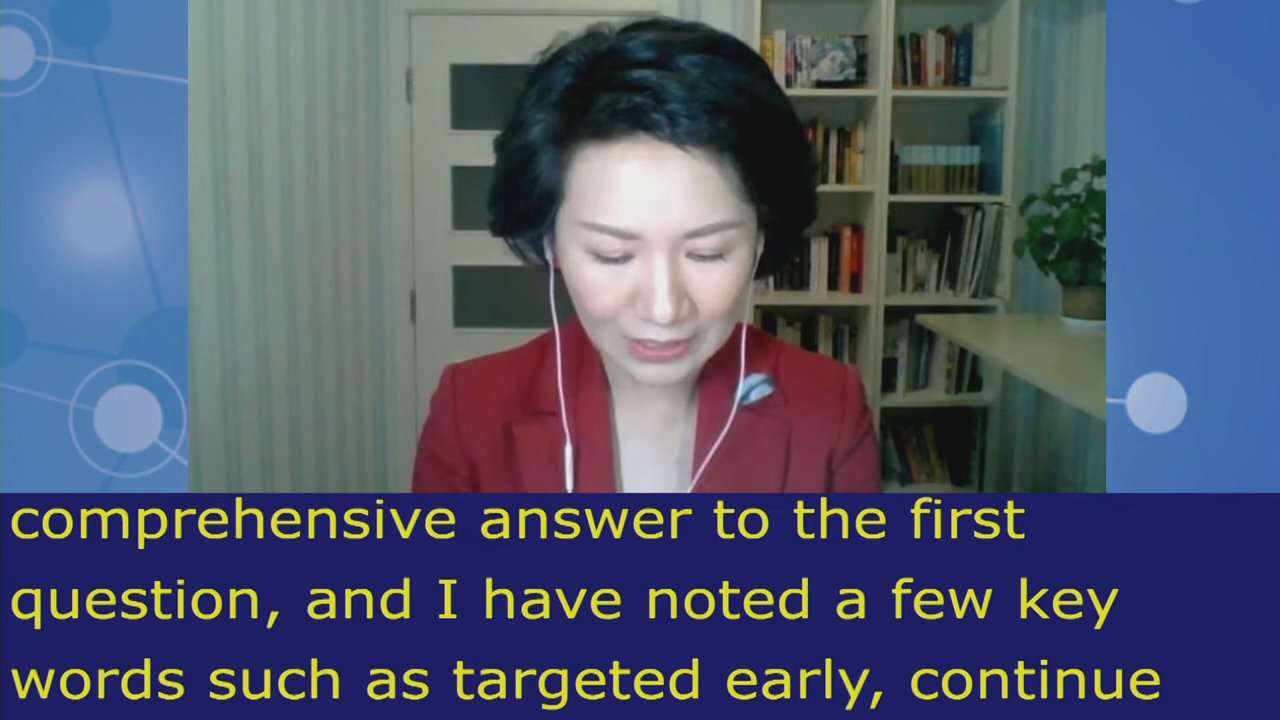 comprehensive answer to the first
question, and I have noted a few key
words such as targeted early, continue